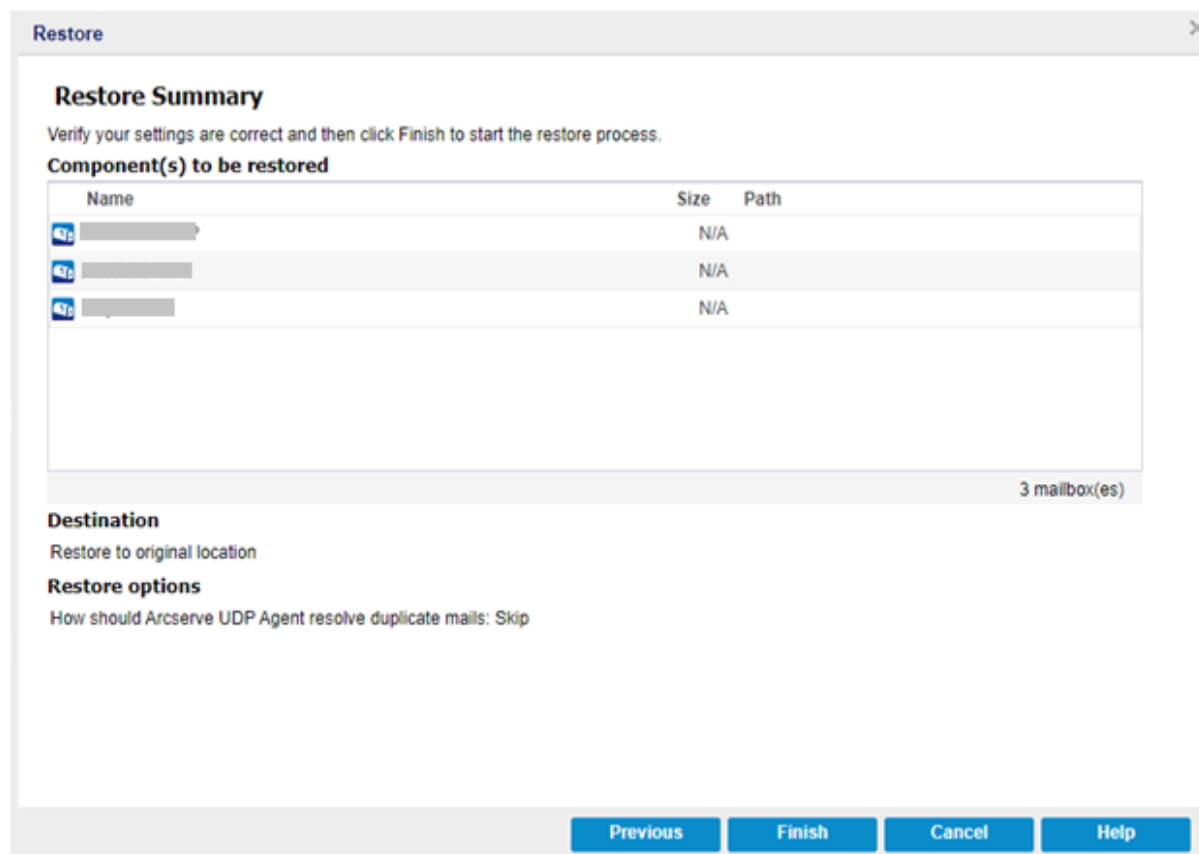 Restore
Restore Summary
Verify your settings are correct and then click Finish to start the restore process.
Component(s) to be restored
Name Size Path
N/A
N/A
N/A
3 mailbox(es)
Destination
Restore to original location
Restore options
How should Arcserve UDP Agent resolve duplicate mails: Skip
Previous Finish Cancel Help